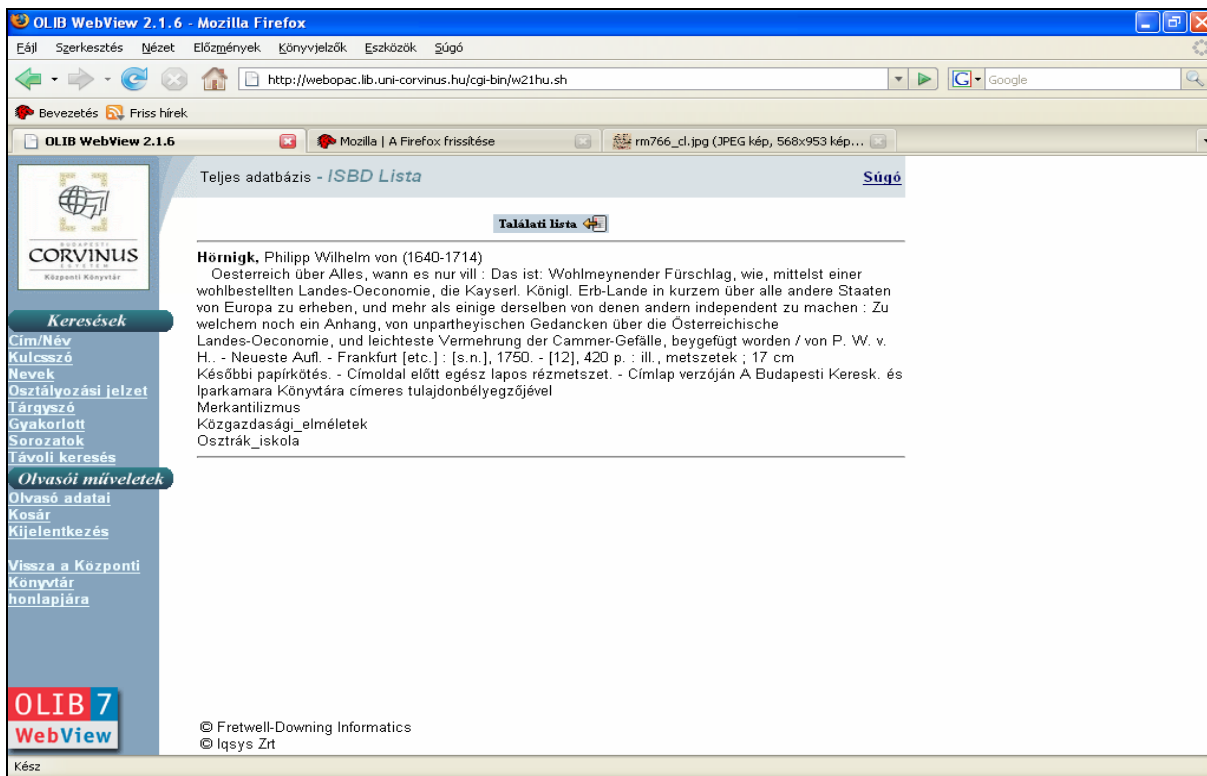 OLIB WebView 2.1.6 - Mozilla Firefox
Fájl Szerkesztés Nézet Előzmények Könyvjelzők Eszközök Súgó
http://webopac.lib.uni-corvinus.hu/cgi-bin/w21hu.sh
G Google
Bevezetés Friss hírek
OLIB WebView 2.1.6
Mozilla | A Firefox frissítése
rm766_cl.jpg (JPEG kép, 568x953 kép...
BUDAPESTI
CORVINUS
EGYETEM
Központi Könyvtár
Keresések
Cím/Név
Kulcsszó
Nevek
Osztályozási jelzet
Tárgyszó
Gyakorlott
Sorozatok
Távoli keresés
Olvasói műveletek
Olvasó adatai
Kosár
Kijelentkezés
Vissza a Központi
Könyvtár
honlapjára
OLIB 7
WebView
Teljes adatbázis - ISBD Lista
Súgó
Találati lista
Hörnigk, Philipp Wilhelm von (1640-1714)
Oesterreich über Alles, wann es nur vill : Das ist: Wohlmeynender Fürschlag, wie, mittelst einer
wohlbestellten Landes-Oeconomie, die Kayserl. Königl. Erb-Lande in kurzem über alle andere Staaten
von Europa zu erheben, und mehr als einige derselben von denen andern independent zu machen : Zu
welchem noch ein Anhang, von unpartheyischen Gedancken über die Österreichische
Landes-Oeconomie, und leichteste Vermehrung der Cammer-Gefälle, beygefügt worden / von P. W. v.
H.. - Neueste Aufl. - Frankfurt [etc.] : [s.n.], 1750. - [12], 420 p. : ill., metszetek ; 17 cm
Későbbi papírkötés. - Címoldal előtt egész lapos rézmetszet. - Címlap verzóján A Budapesti Keresk. és
Iparkamara Könyvtára címeres tulajdonbélyegzőjével
Merkantilizmus
Közgazdasági_elméletek
Osztrák_iskola
© Fretwell-Downing Informatics
© Iqsys Zrt
Kész